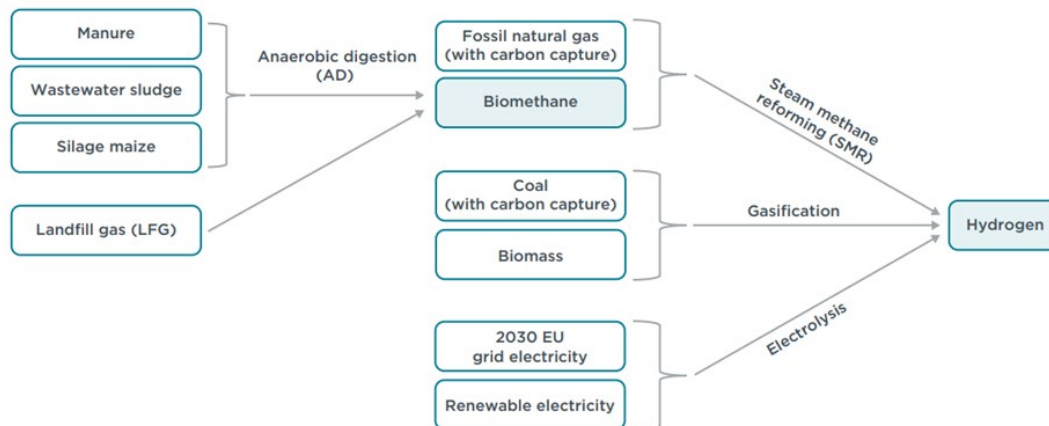 Manure
Wastewater sludge
Silage maize
Landfill gas (LFG)
Anaerobic digestion
(AD)
Fossil natural gas
(with carbon capture)
Biomethane
Coal
(with carbon capture)
Biomass
2030 EU
grid electricity
Renewable electricity
Steam methane
reforming (SMR)
Gasification
Electrolysis
Hydrogen